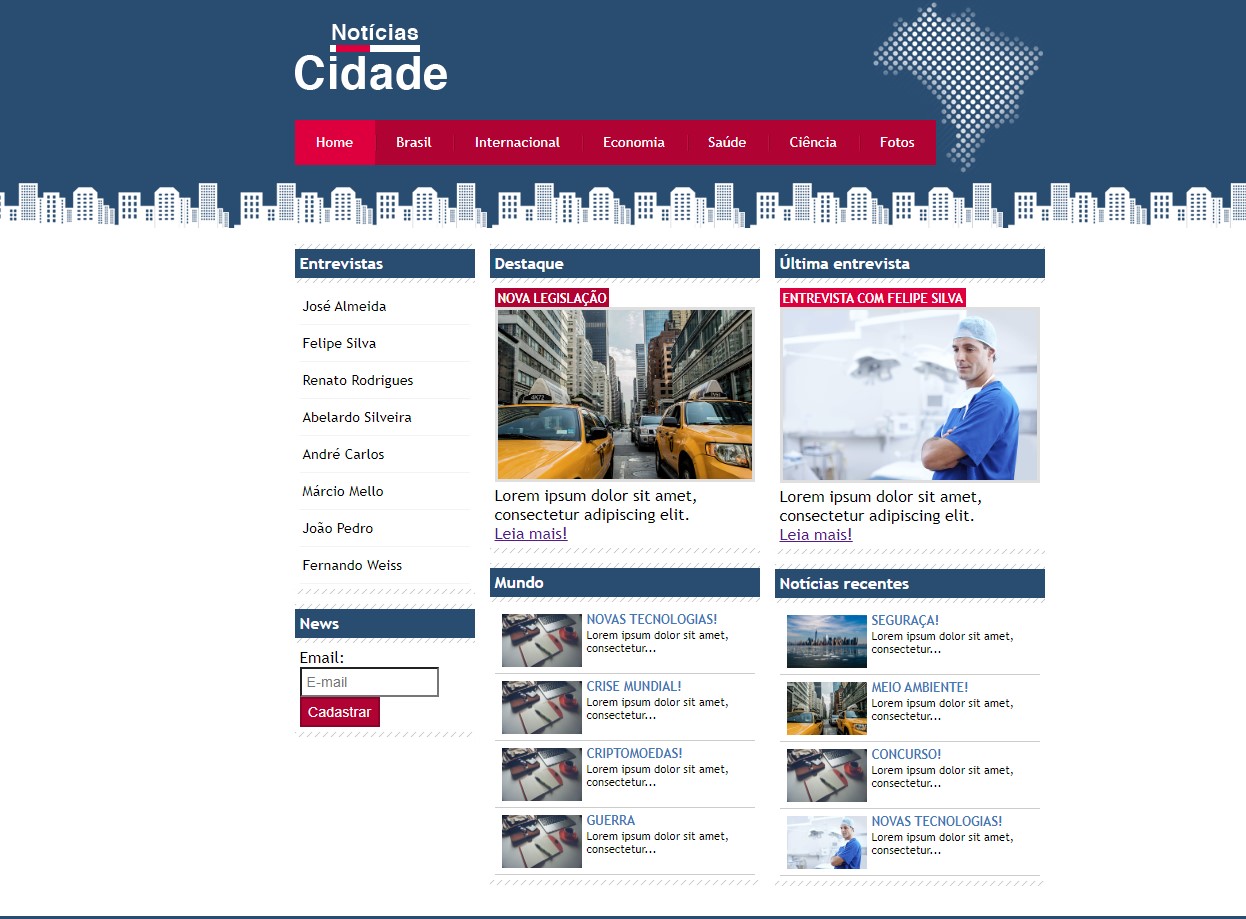 Notícias
Cidade
Home Brasil Internacional Economia Saúde Ciência Fotos
Entrevistas
José Almeida
Felipe Silva
Renato Rodrigues
Abelardo Silveira
André Carlos
Márcio Mello
João Pedro
Fernando Weiss
News
Email:
E-mail
Cadastrar
Destaque
NOVA LEGISLAÇÃO
Lorem ipsum dolor sit amet,
consectetur adipiscing elit.
Leia mais!
Mundo
NOVAS TECNOLOGIAS!
Lorem ipsum dolor sit amet,
consectetur...
CRISE MUNDIAL!
Lorem ipsum dolor sit amet,
consectetur...
CRIPTOMOEDAS!
Lorem ipsum dolor sit amet,
consectetur...
GUERRA
Lorem ipsum dolor sit amet,
consectetur...
Última entrevista
ENTREVISTA COM FELIPE SILVA
Lorem ipsum dolor sit amet,
consectetur adipiscing elit.
Leia mais!
Notícias recentes
SEGURAÇA!
Lorem ipsum dolor sit amet,
consectetur...
MEIO AMBIENTE!
Lorem ipsum dolor sit amet,
consectetur...
CONCURSO!
Lorem ipsum dolor sit amet,
consectetur...
NOVAS TECNOLOGIAS!
Lorem ipsum dolor sit amet,
consectetur...